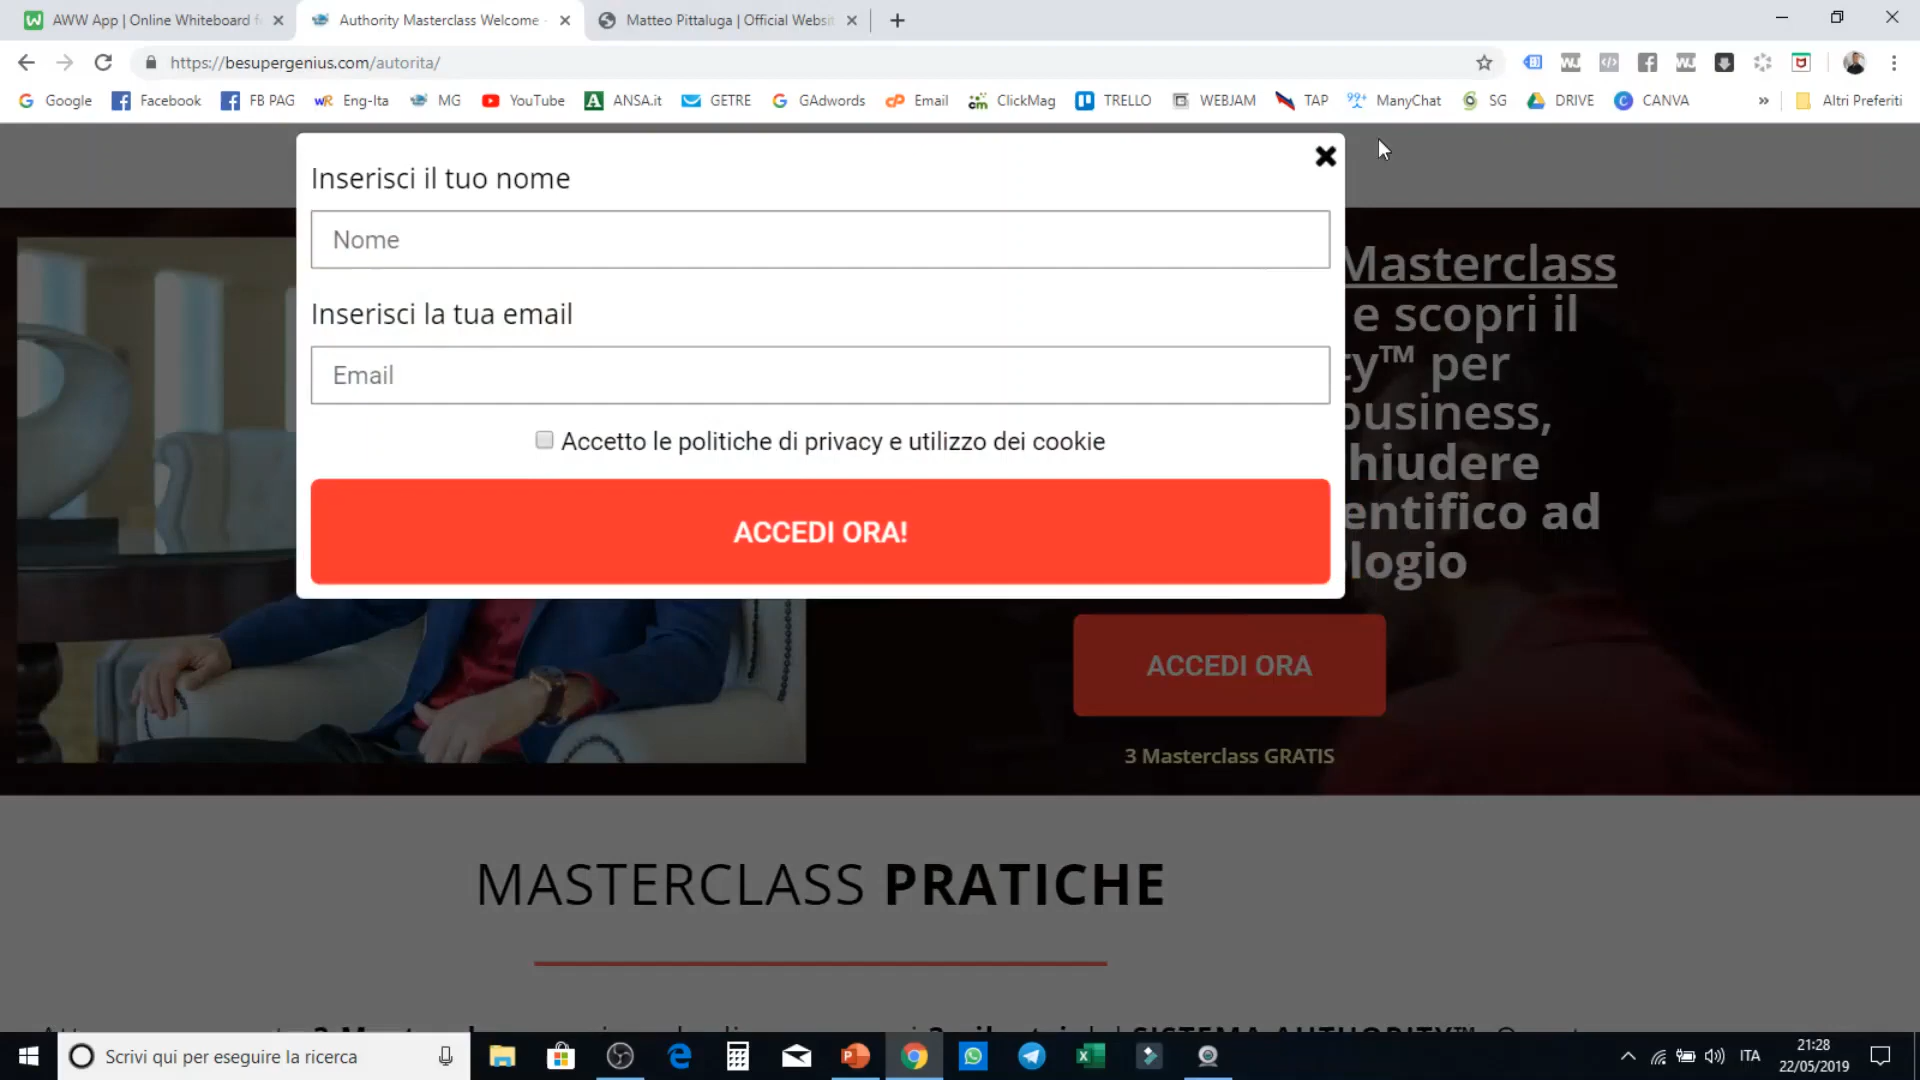 AWW App | Online Whiteboard f
Authority Masterclass Welcome -
Matteo Pittaluga | Official Websit
https://besupergenius.com/autorita/
Google
Facebook
FB PAG
Eng-Ita
MG
YouTube
ANSA.it
GETRE
GAdwords
Email
ClickMag
TRELLO
WEBJAM
TAP
ManyChat
SG
DRIVE
CANVA
»
Altri Preferiti
Inserisci il tuo nome
Nome
Inserisci la tua email
Email
Accetto le politiche di privacy e utilizzo dei cookie
ACCEDI ORA!
Masterclass
e scopri il
ty™ per
business,
hiudere
entifico ad
logio
ACCEDI ORA
3 Masterclass GRATIS
MASTERCLASS PRATICHE
Scrivi qui per eseguire la ricerca
ITA
21:28
22/05/2019